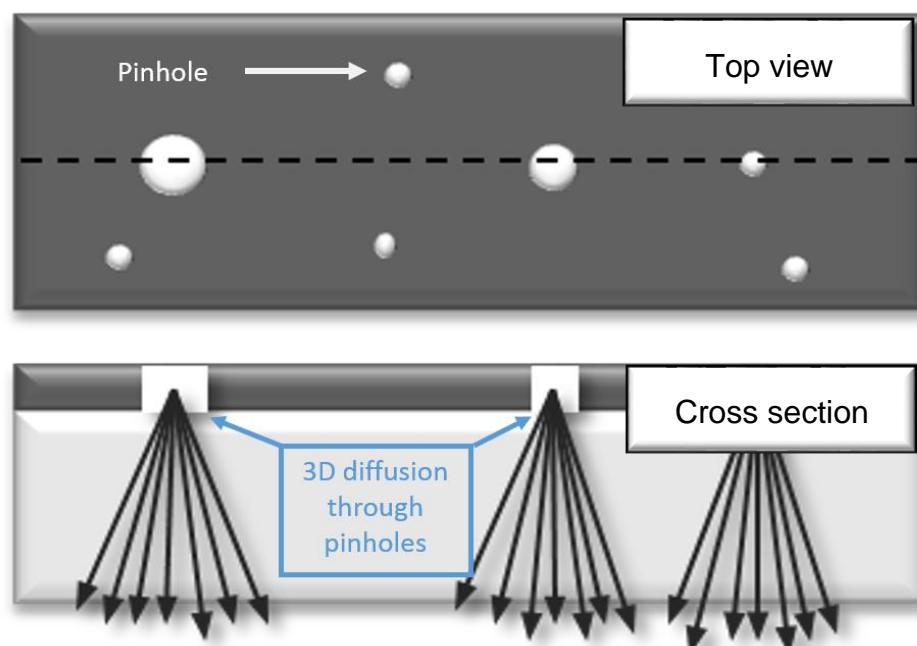 Pinhole
Top view
Cross section
3D diffusion
through
pinholes